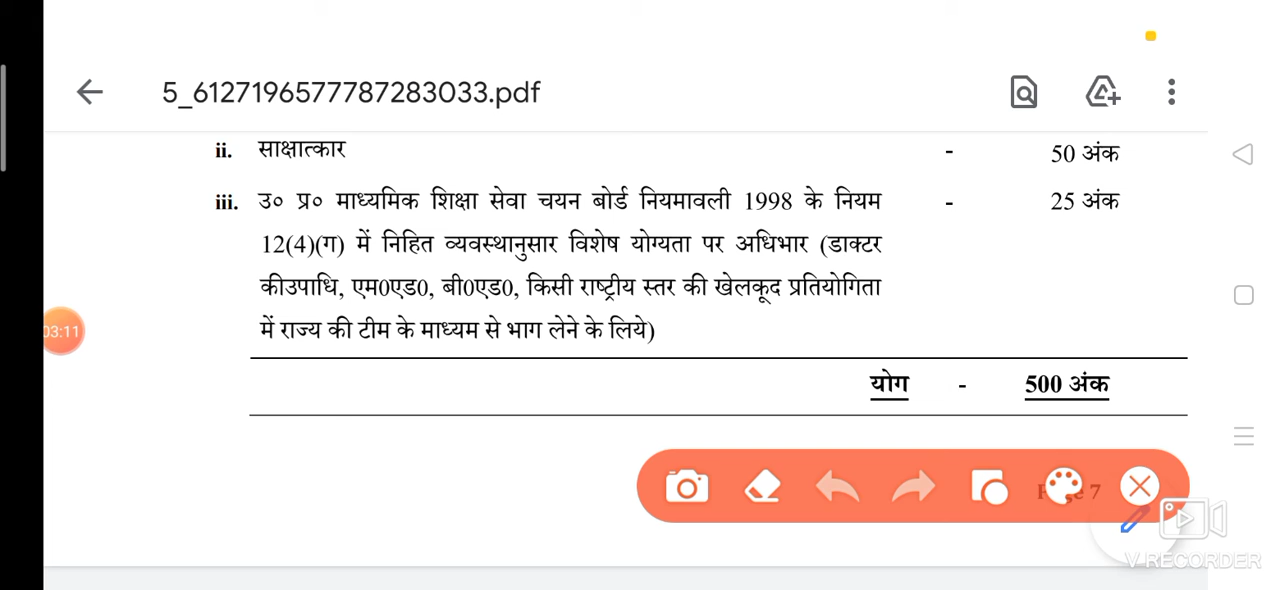 5_6127196577787283033.pdf
ii. साक्षात्कार - 50 अंक
iii. उ० प्र० माध्यमिक शिक्षा सेवा चयन बोर्ड नियमावली 1998 के नियम - 25 अंक
12(4)(ग) में निहित व्यवस्थानुसार विशेष योग्यता पर अधिभार (डाक्टर
कीउपाधि, एम0एड0, बी0एड0, किसी राष्ट्रीय स्तर की खेलकूद प्रतियोगिता
03:11
में राज्य की टीम के माध्यम से भाग लेने के लिये)
योग - 500 अंक
7
V RECORDER